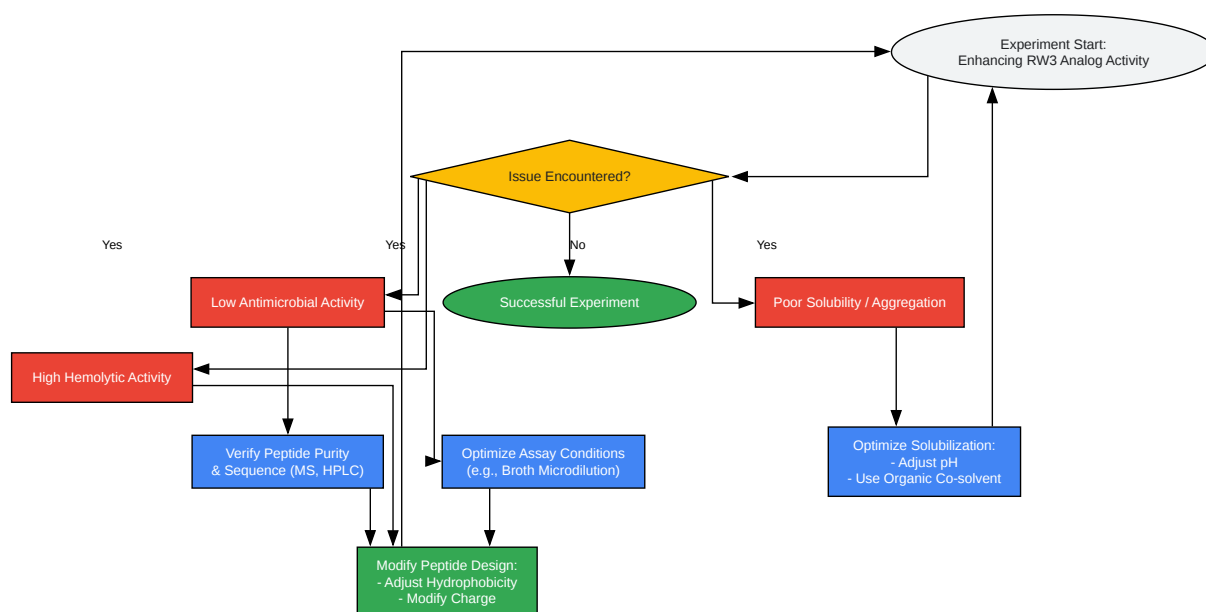 Experiment Start:
Enhancing RW3 Analog Activity
Issue Encountered?
Yes
Yes
No
Yes
Low Antimicrobial Activity
Successful Experiment
Poor Solubility / Aggregation
High Hemolytic Activity
Verify Peptide Purity
& Sequence (MS, HPLC)
Optimize Assay Conditions
(e.g., Broth Microdilution)
Optimize Solubilization:
- Adjust pH
- Use Organic Co-solvent
Modify Peptide Design:
- Adjust Hydrophobicity
- Modify Charge